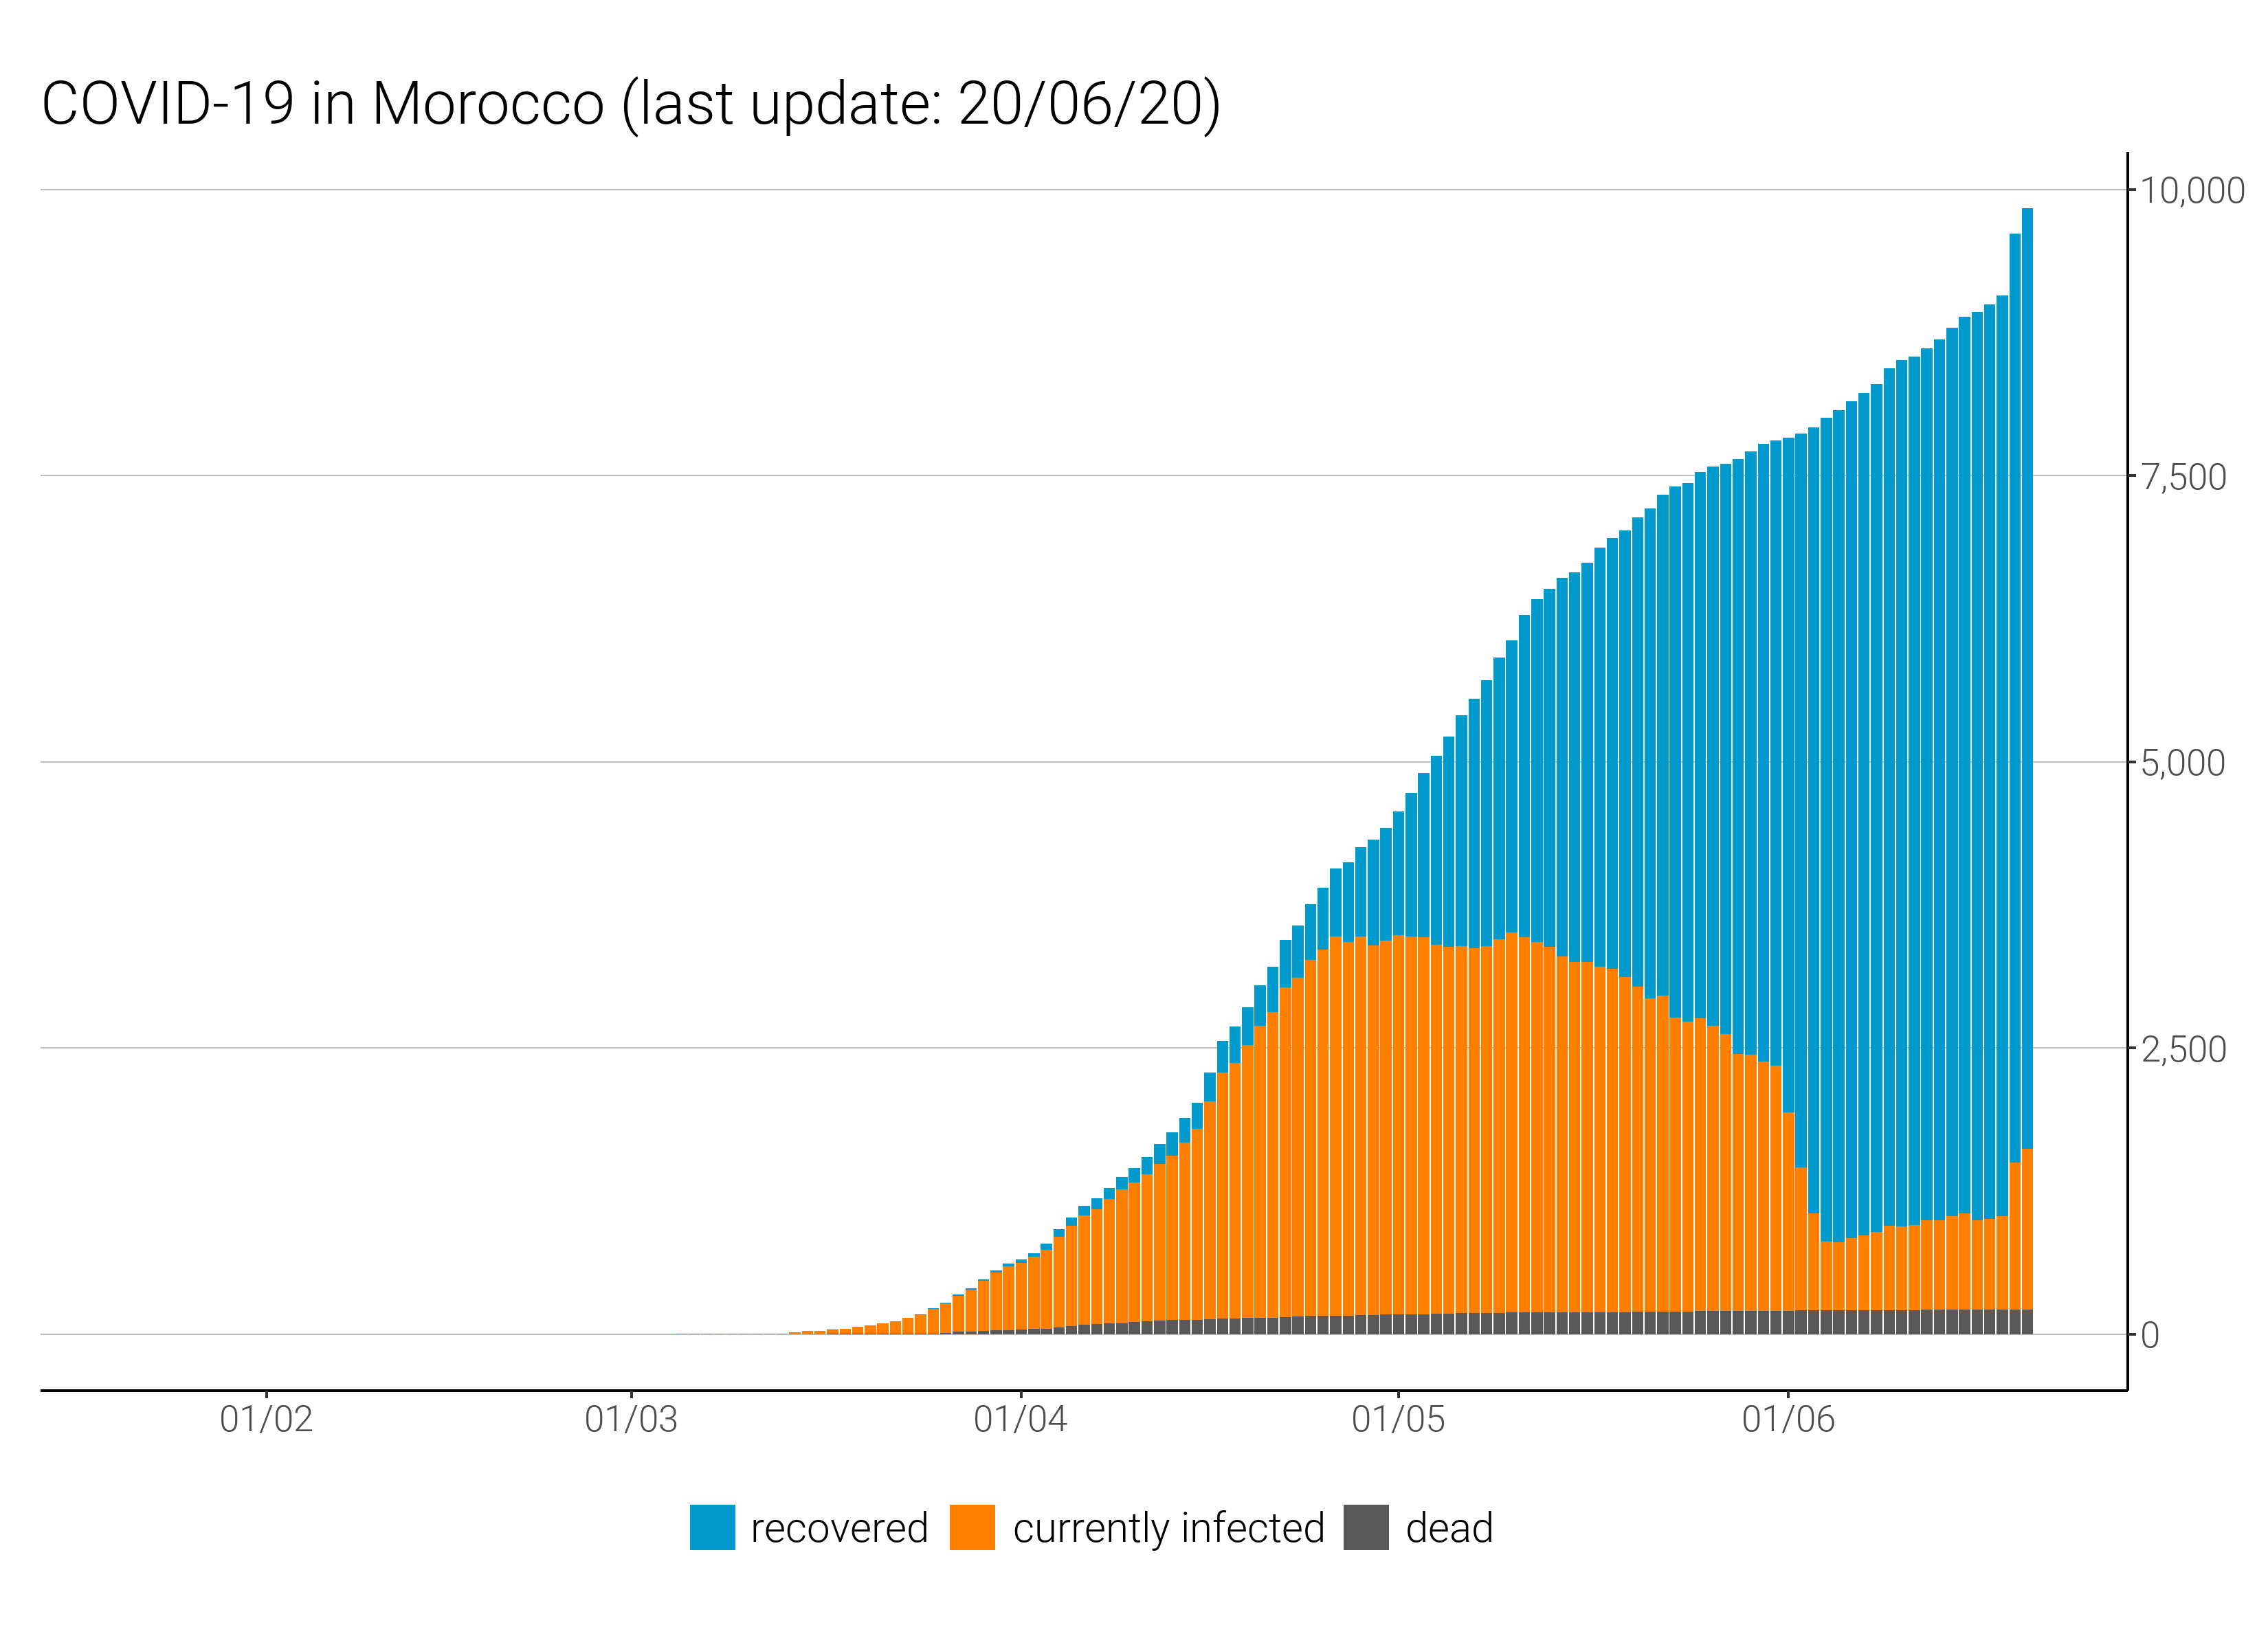 COVID-19 in Morocco (last update: 20/06/20)
10,000
7,500
5,000
2,500
0
01/02 01/03 01/04 01/05 01/06
recovered currently infected dead